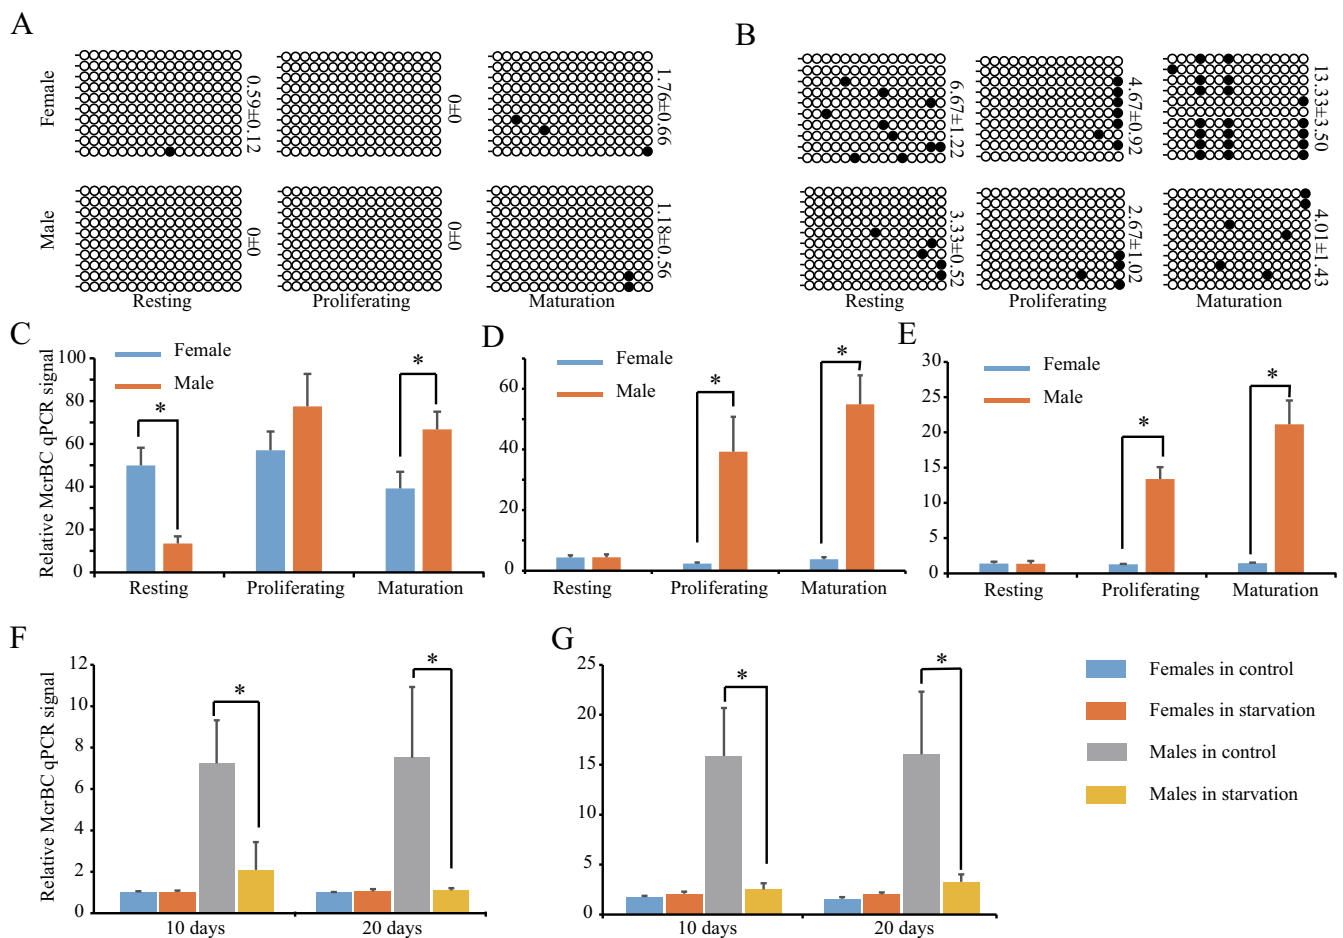 A
B
Female
0.59±0.12
0±0
1.76±0.66
6.67±1.22
4.67±0.92
13.33±3.50
Male
0±0
0±0
1.18±0.56
3.33±0.52
2.67±1.02
4.01±1.43
Resting Proliferating Maturation
Resting Proliferating Maturation
C
Relative McrBC qPCR signal
Female
Male
100
80
60
40
20
0
*
*
Resting Proliferating Maturation
D
Female
Male
60
40
20
0
*
*
Resting Proliferating Maturation
E
Female
Male
30
25
20
15
10
5
0
*
*
Resting Proliferating Maturation
F
Relative McrBC qPCR signal
12
10
8
6
4
2
0
*
*
10 days 20 days
G
25
20
15
10
5
0
*
*
10 days 20 days
Females in control
Females in starvation
Males in control
Males in starvation